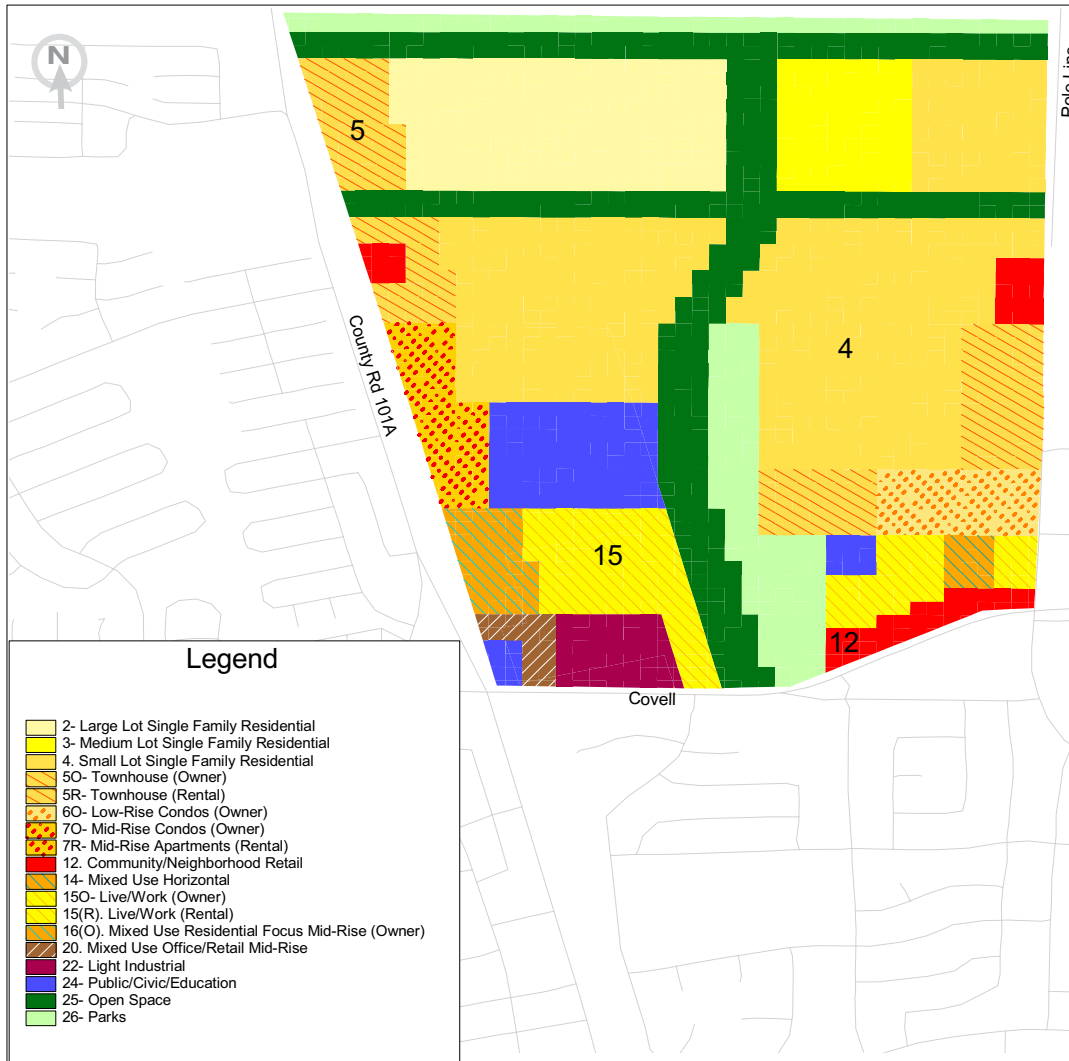 N
Pole Line
5
County Rd 101A
4
15
12
Covell
Legend
2- Large Lot Single Family Residential
3- Medium Lot Single Family Residential
4. Small Lot Single Family Residential
5O- Townhouse (Owner)
5R- Townhouse (Rental)
6O- Low-Rise Condos (Owner)
7O- Mid-Rise Condos (Owner)
7R- Mid-Rise Apartments (Rental)
12. Community/Neighborhood Retail
14- Mixed Use Horizontal
15O- Live/Work (Owner)
15(R). Live/Work (Rental)
16(O). Mixed Use Residential Focus Mid-Rise (Owner)
20. Mixed Use Office/Retail Mid-Rise
22- Light Industrial
24- Public/Civic/Education
25- Open Space
26- Parks